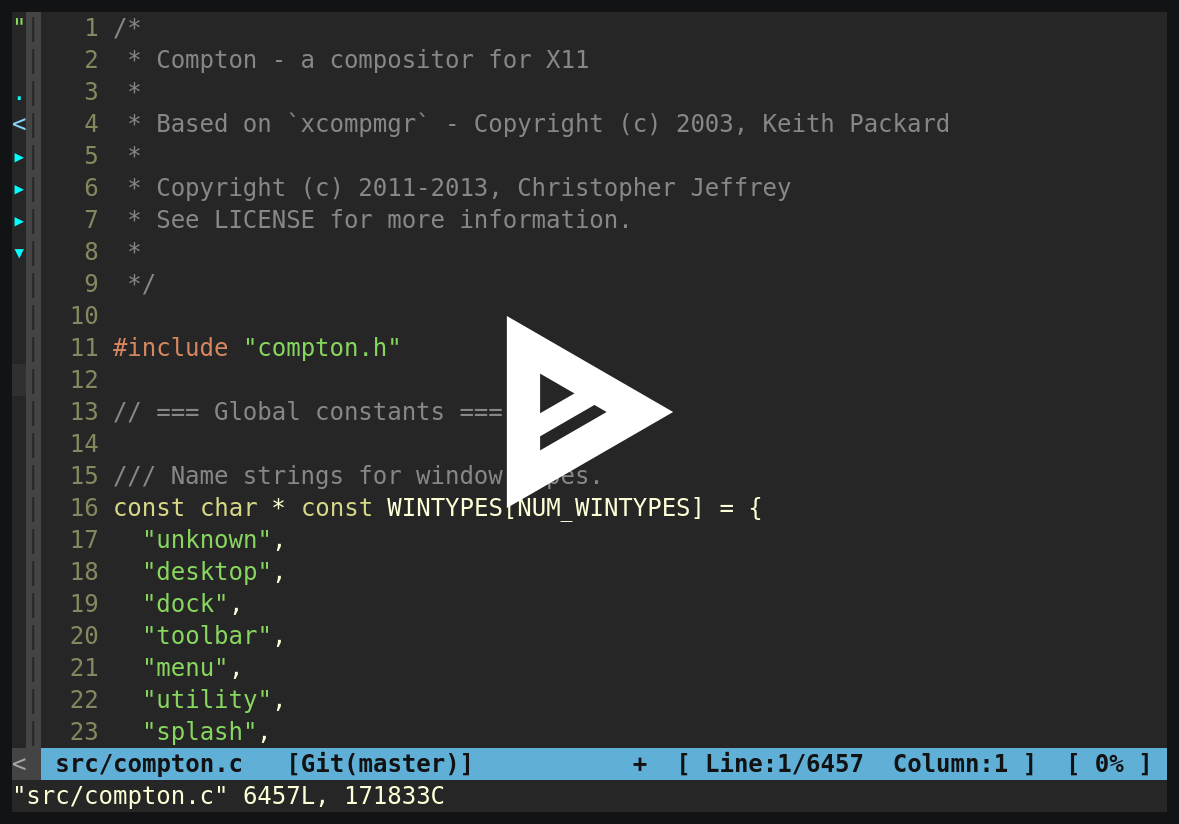 " 1 /*
2  * Compton - a compositor for X11
. 3  *
< 4  * Based on `xcompmgr` - Copyright (c) 2003, Keith Packard
▸ 5  *
▸ 6  * Copyright (c) 2011-2013, Christopher Jeffrey
▸ 7  * See LICENSE for more information.
▾ 8  *
9  */
10
11 #include "compton.h"
12
13 // === Global constants ===
14
15 /// Name strings for window
16 const char * const WINTYPES[NUM_WINTYPES] = {
17   "unknown",
18   "desktop",
19   "dock",
20   "toolbar",
21   "menu",
22   "utility",
23   "splash",
< src/compton.c   [Git(master)]           +  [ Line:1/6457  Column:1 ]  [ 0% ]
"src/compton.c" 6457L, 171833C